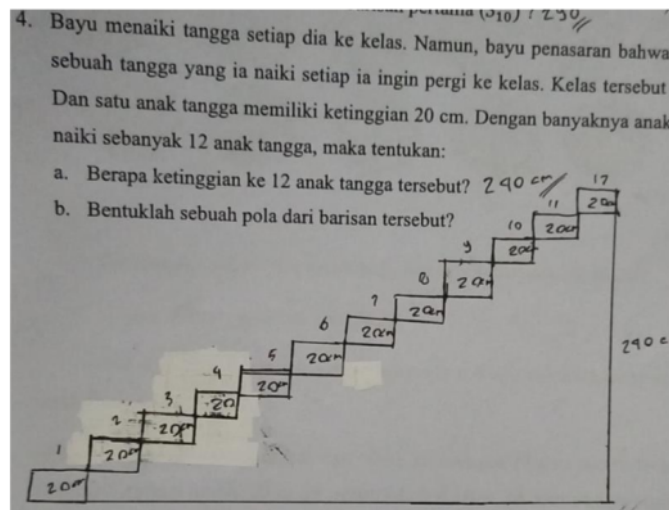 pertama (S10) ? 290
4. Bayu menaiki tangga setiap dia ke kelas. Namun, bayu penasaran bahwa
sebuah tangga yang ia naiki setiap ia ingin pergi ke kelas. Kelas tersebut
Dan satu anak tangga memiliki ketinggian 20 cm. Dengan banyaknya anak
naiki sebanyak 12 anak tangga, maka tentukan:
a. Berapa ketinggian ke 12 anak tangga tersebut? 240 cm
b. Bentuklah sebuah pola dari barisan tersebut?
12
20cm
11
20cm
10
20cm
9
20cm
8
20cm
7
20cm
6
20cm
5
20cm
4
20
3
20cm
2
20cm
1
20cm
240 c